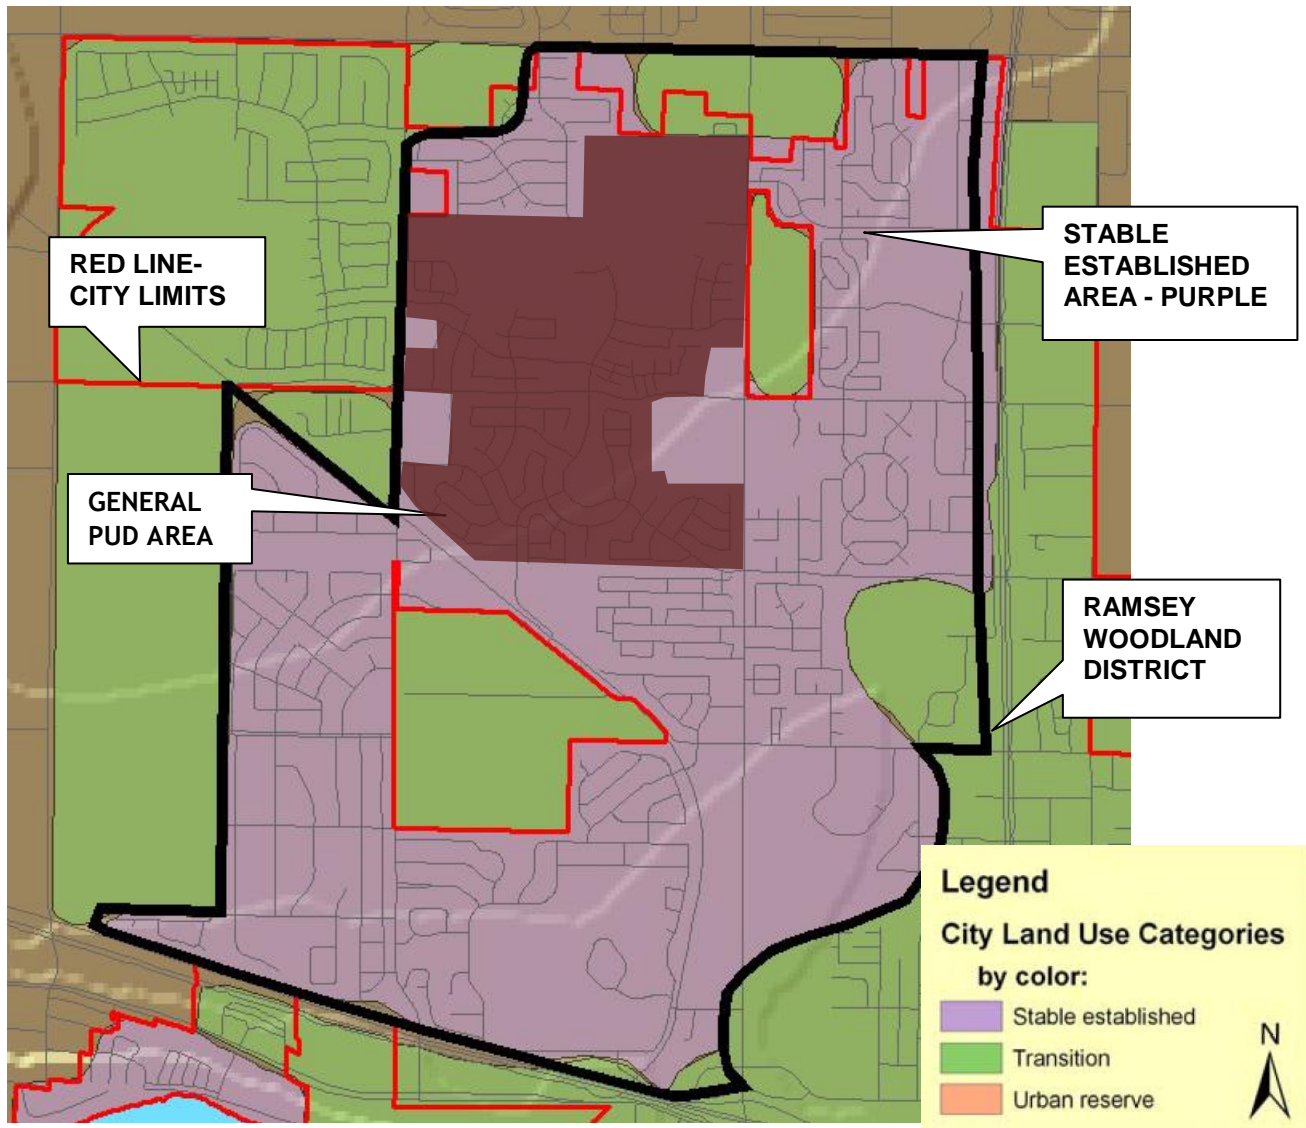 RED LINE-
CITY LIMITS
STABLE
ESTABLISHED
AREA - PURPLE
GENERAL
PUD AREA
RAMSEY
WOODLAND
DISTRICT
Legend
City Land Use Categories
by color:
Stable established
Transition
Urban reserve
N